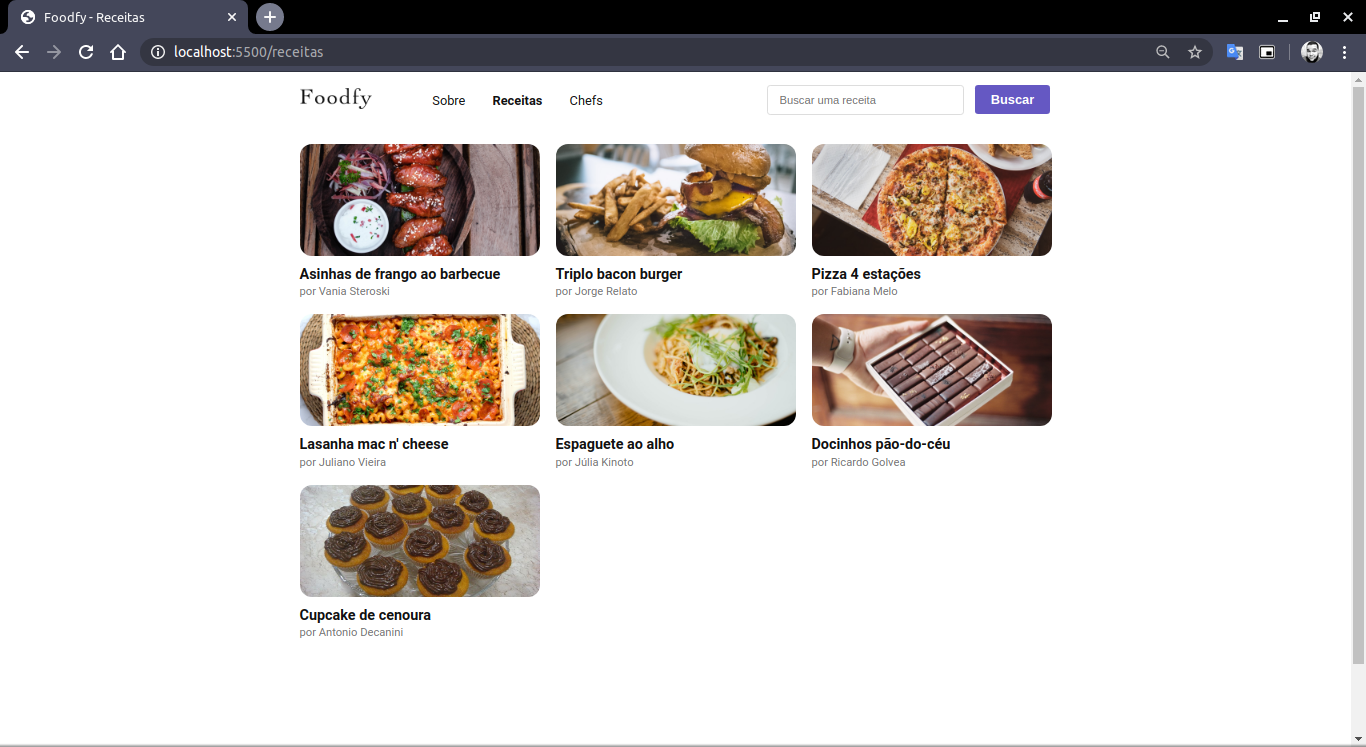 Foodfy - Receitas
localhost:5500/receitas
Foodfy
Sobre
Receitas
Chefs
Buscar uma receita
Buscar
Asinhas de frango ao barbecue
por Vania Steroski
Triplo bacon burger
por Jorge Relato
Pizza 4 estações
por Fabiana Melo
Lasanha mac n' cheese
por Juliano Vieira
Espaguete ao alho
por Júlia Kinoto
Docinhos pão-do-céu
por Ricardo Golvea
Cupcake de cenoura
por Antonio Decanini